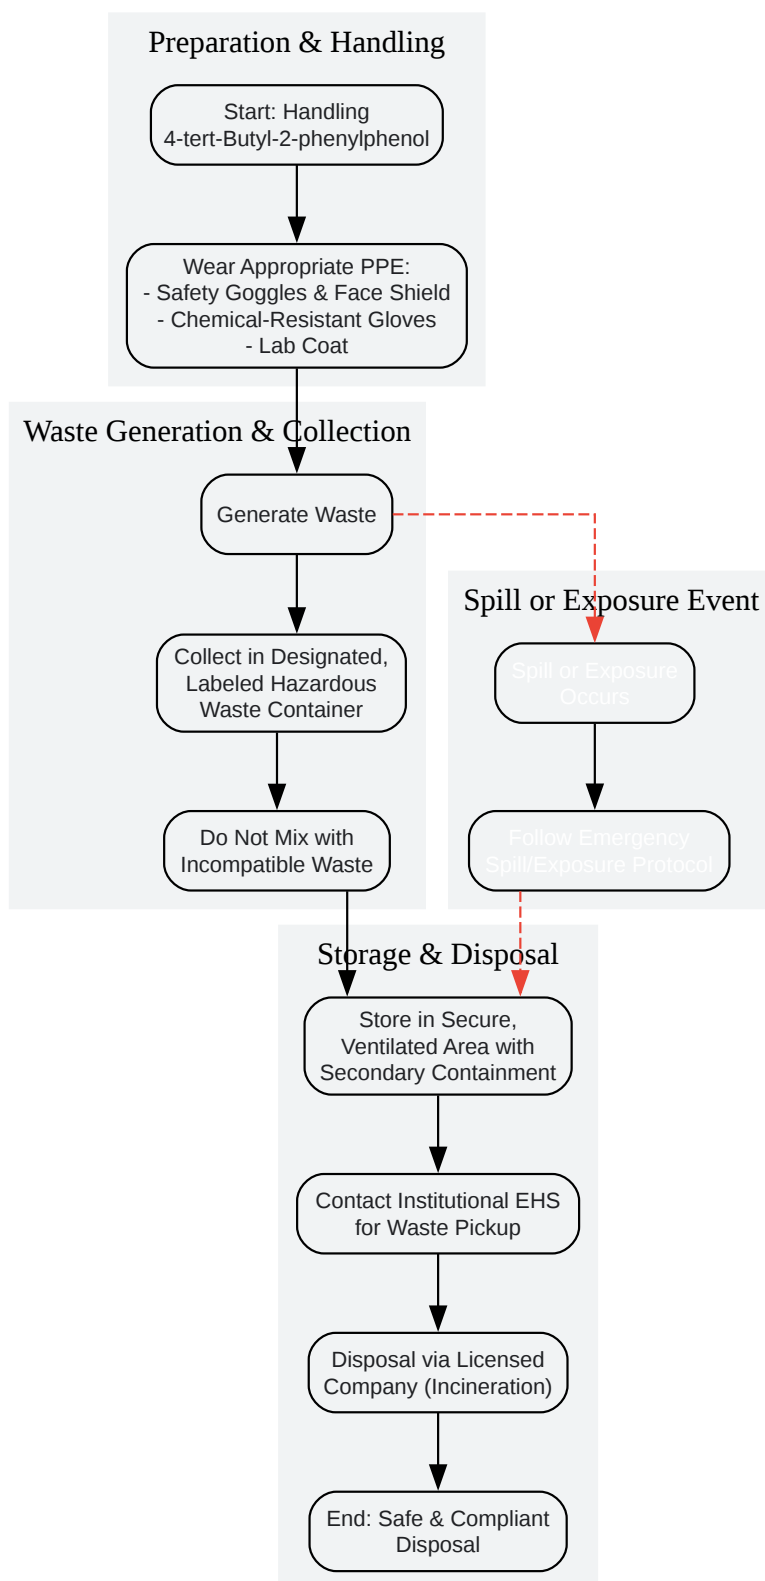 Preparation & Handling
Start: Handling
4-tert-Butyl-2-phenylphenol
Wear Appropriate PPE:
- Safety Goggles & Face Shield
- Chemical-Resistant Gloves
- Lab Coat
Waste Generation & Collection
Generate Waste
Collect in Designated,
Labeled Hazardous
Waste Container
Do Not Mix with
Incompatible Waste
Spill or Exposure Event
Spill or Exposure
Occurs
Follow Emergency
Spill/Exposure Protocol
Storage & Disposal
Store in Secure,
Ventilated Area with
Secondary Containment
Contact Institutional EHS
for Waste Pickup
Disposal via Licensed
Company (Incineration)
End: Safe & Compliant
Disposal